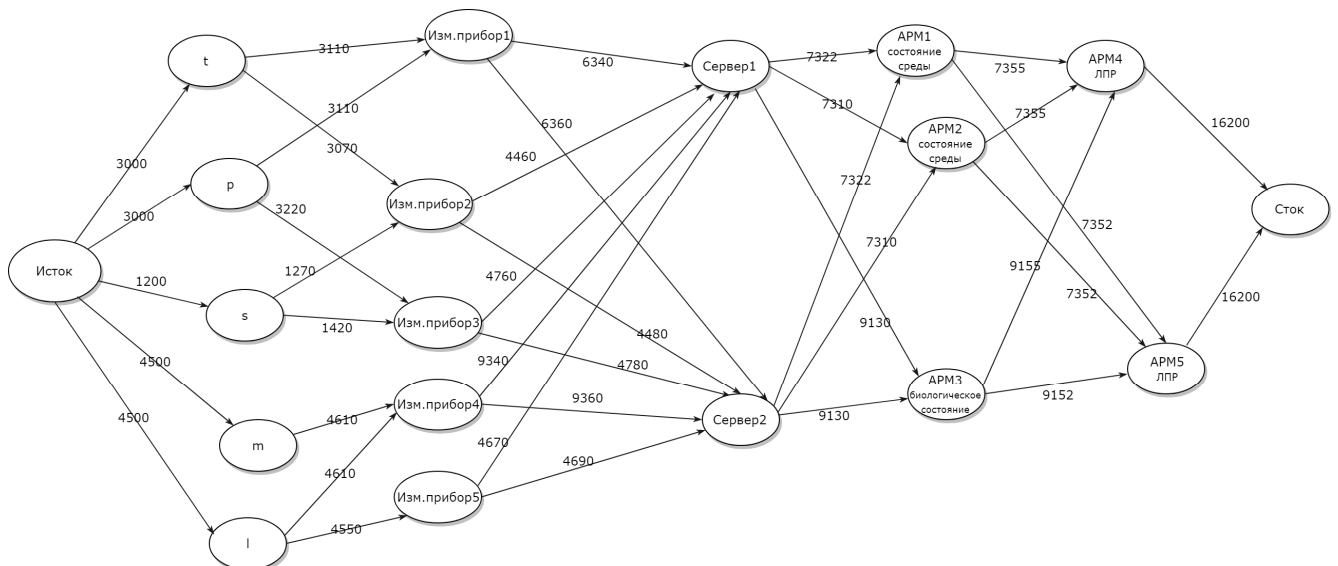 t
p
s
m
l
Исток
3000
3000
1200
4500
4500
3110
3110
3070
3220
1270
1420
4610
4610
4550
Изм.прибор1
Изм.прибор2
Изм.прибор3
Изм.прибор4
Изм.прибор5
6340
6360
4460
4760
4480
9340
4780
9360
4670
4690
Сервер1
Сервер2
7322
7310
7322
7310
9130
9130
АРМ1
состояние
среды
АРМ2
состояние
среды
АРМ3
биологическое
состояние
7355
7355
7352
9155
7352
9152
АРМ4
ЛПР
АРМ5
ЛПР
16200
16200
Сток